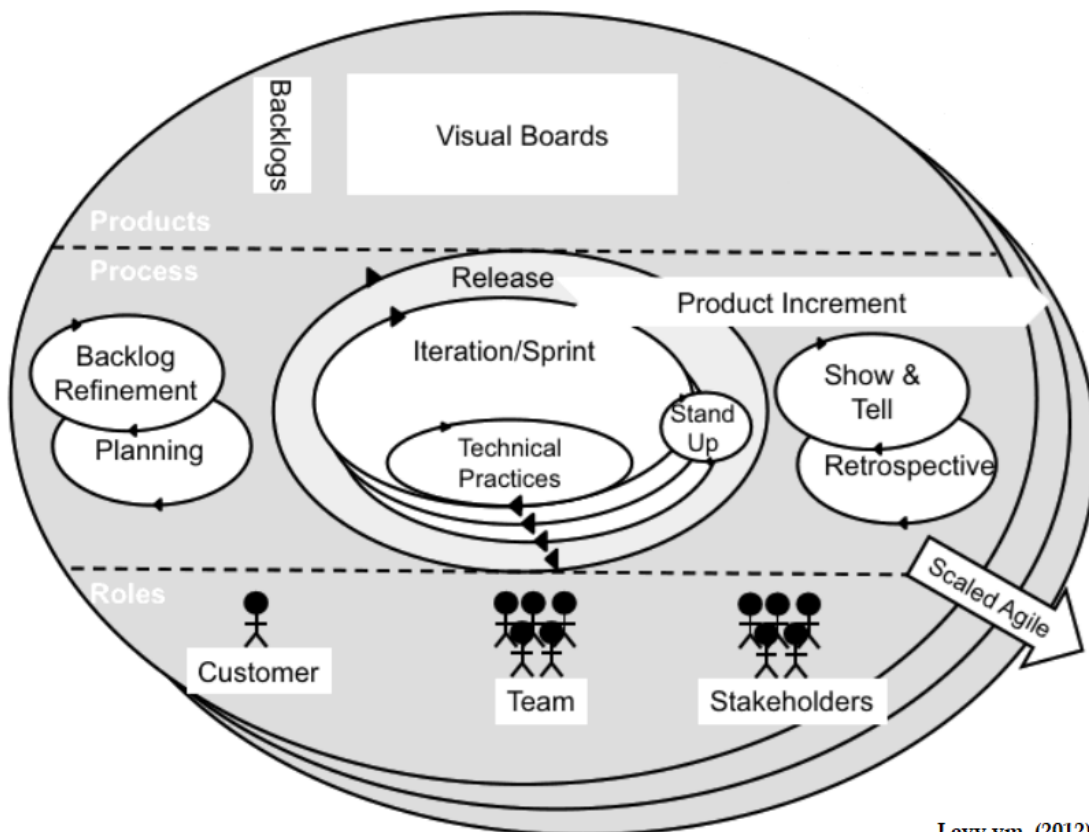 Backlogs
Visual Boards
Products
Process
Release
Product Increment
Iteration/Sprint
Backlog
Refinement
Planning
Show &
Tell
Retrospective
Stand
Up
Technical
Practices
Scaled Agile
Roles
Customer
Team
Stakeholders
(2012)